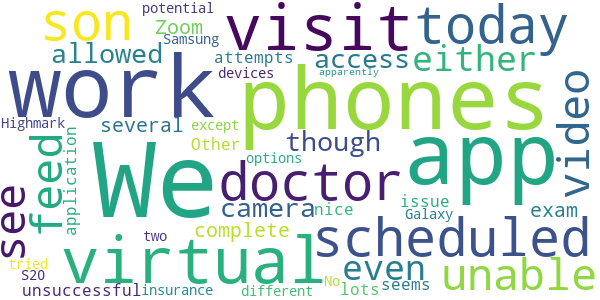 potential
son Zoom visit today
Samsung
allowed attempts access either
work devices apparently phones video
Highmark several except though
Other
see feed application We doctor options app
camera nice issue exam
Galaxy
complete scheduled
tried two virtual No lots seems even unable
S20
unsuccessful insurance different